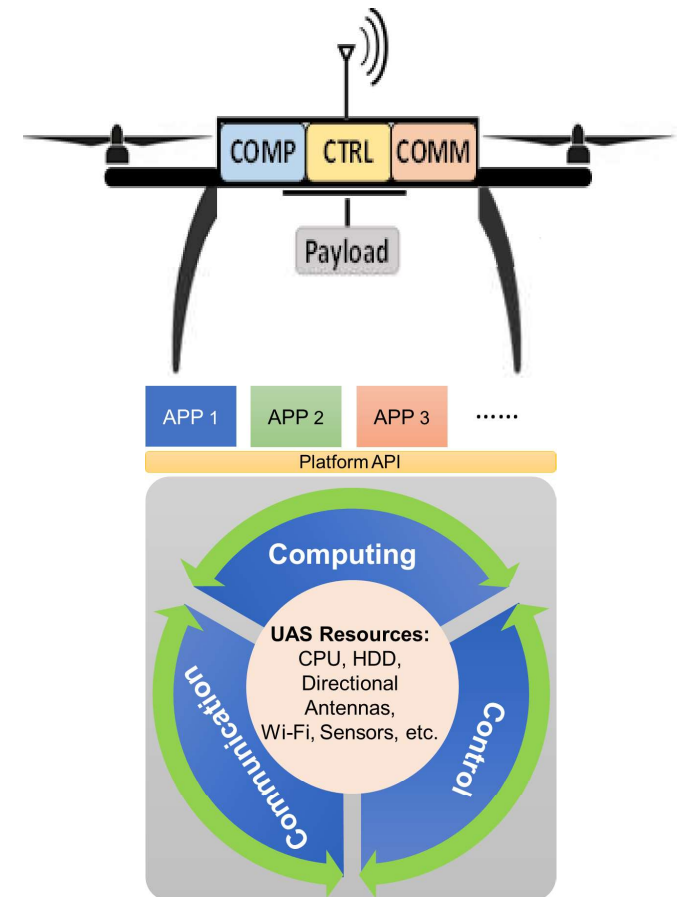 COMP CTRL COMM
Payload
APP 1 APP 2 APP 3 ......
Platform API
Computing
UAS Resources:
CPU, HDD,
Directional
Antennas,
Wi-Fi, Sensors, etc.
Communication
Control